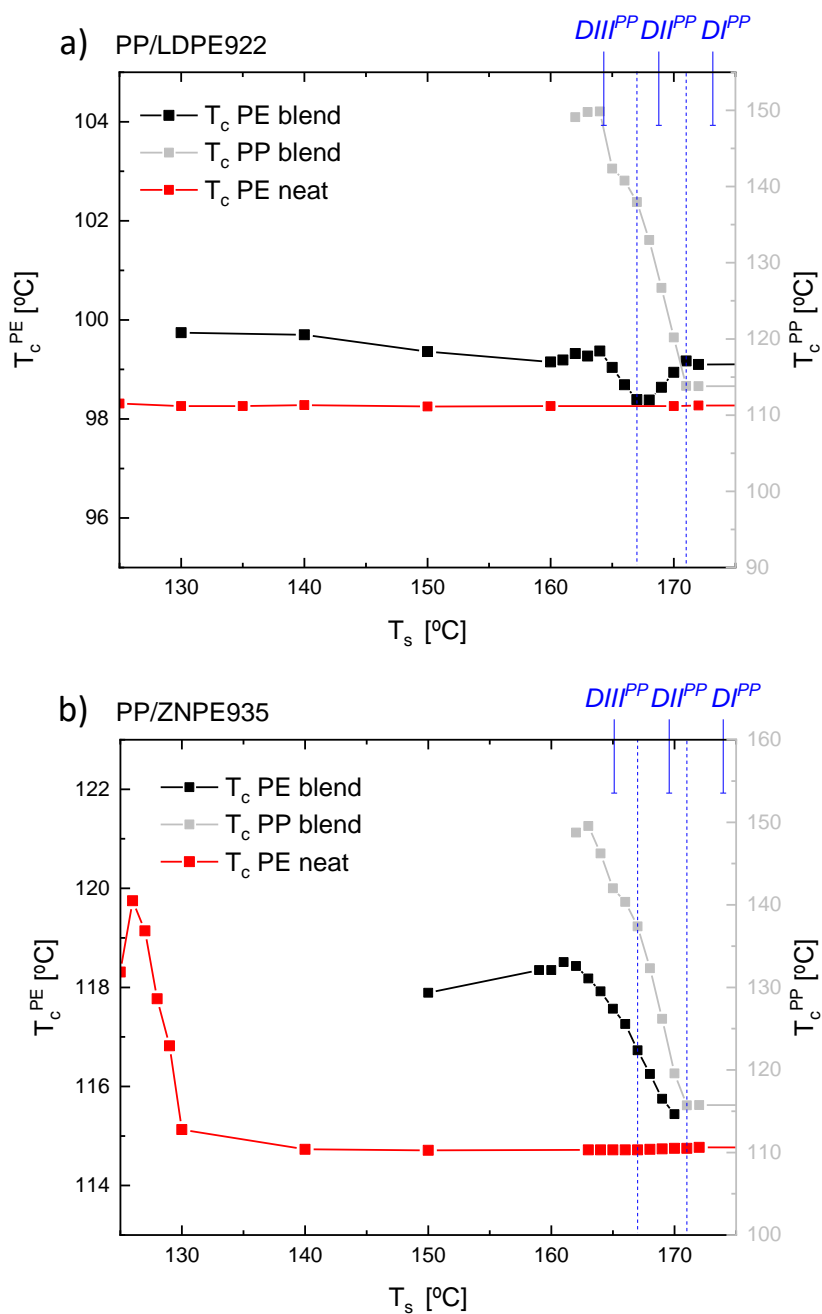 a) PP/LDPE922
DIII^PP DII^PP DI^PP
T_c PE blend
T_c PP blend
T_c PE neat
104
102
100
98
96
T_c^PE [ºC]
150
140
130
120
110
100
90
T_c^PP [ºC]
130 140 150 160 170
T_s [ºC]
b) PP/ZNPE935
DIII^PP DII^PP DI^PP
T_c PE blend
T_c PP blend
T_c PE neat
122
120
118
116
114
T_c^PE [ºC]
160
150
140
130
120
110
100
T_c^PP [ºC]
130 140 150 160 170
T_s [ºC]